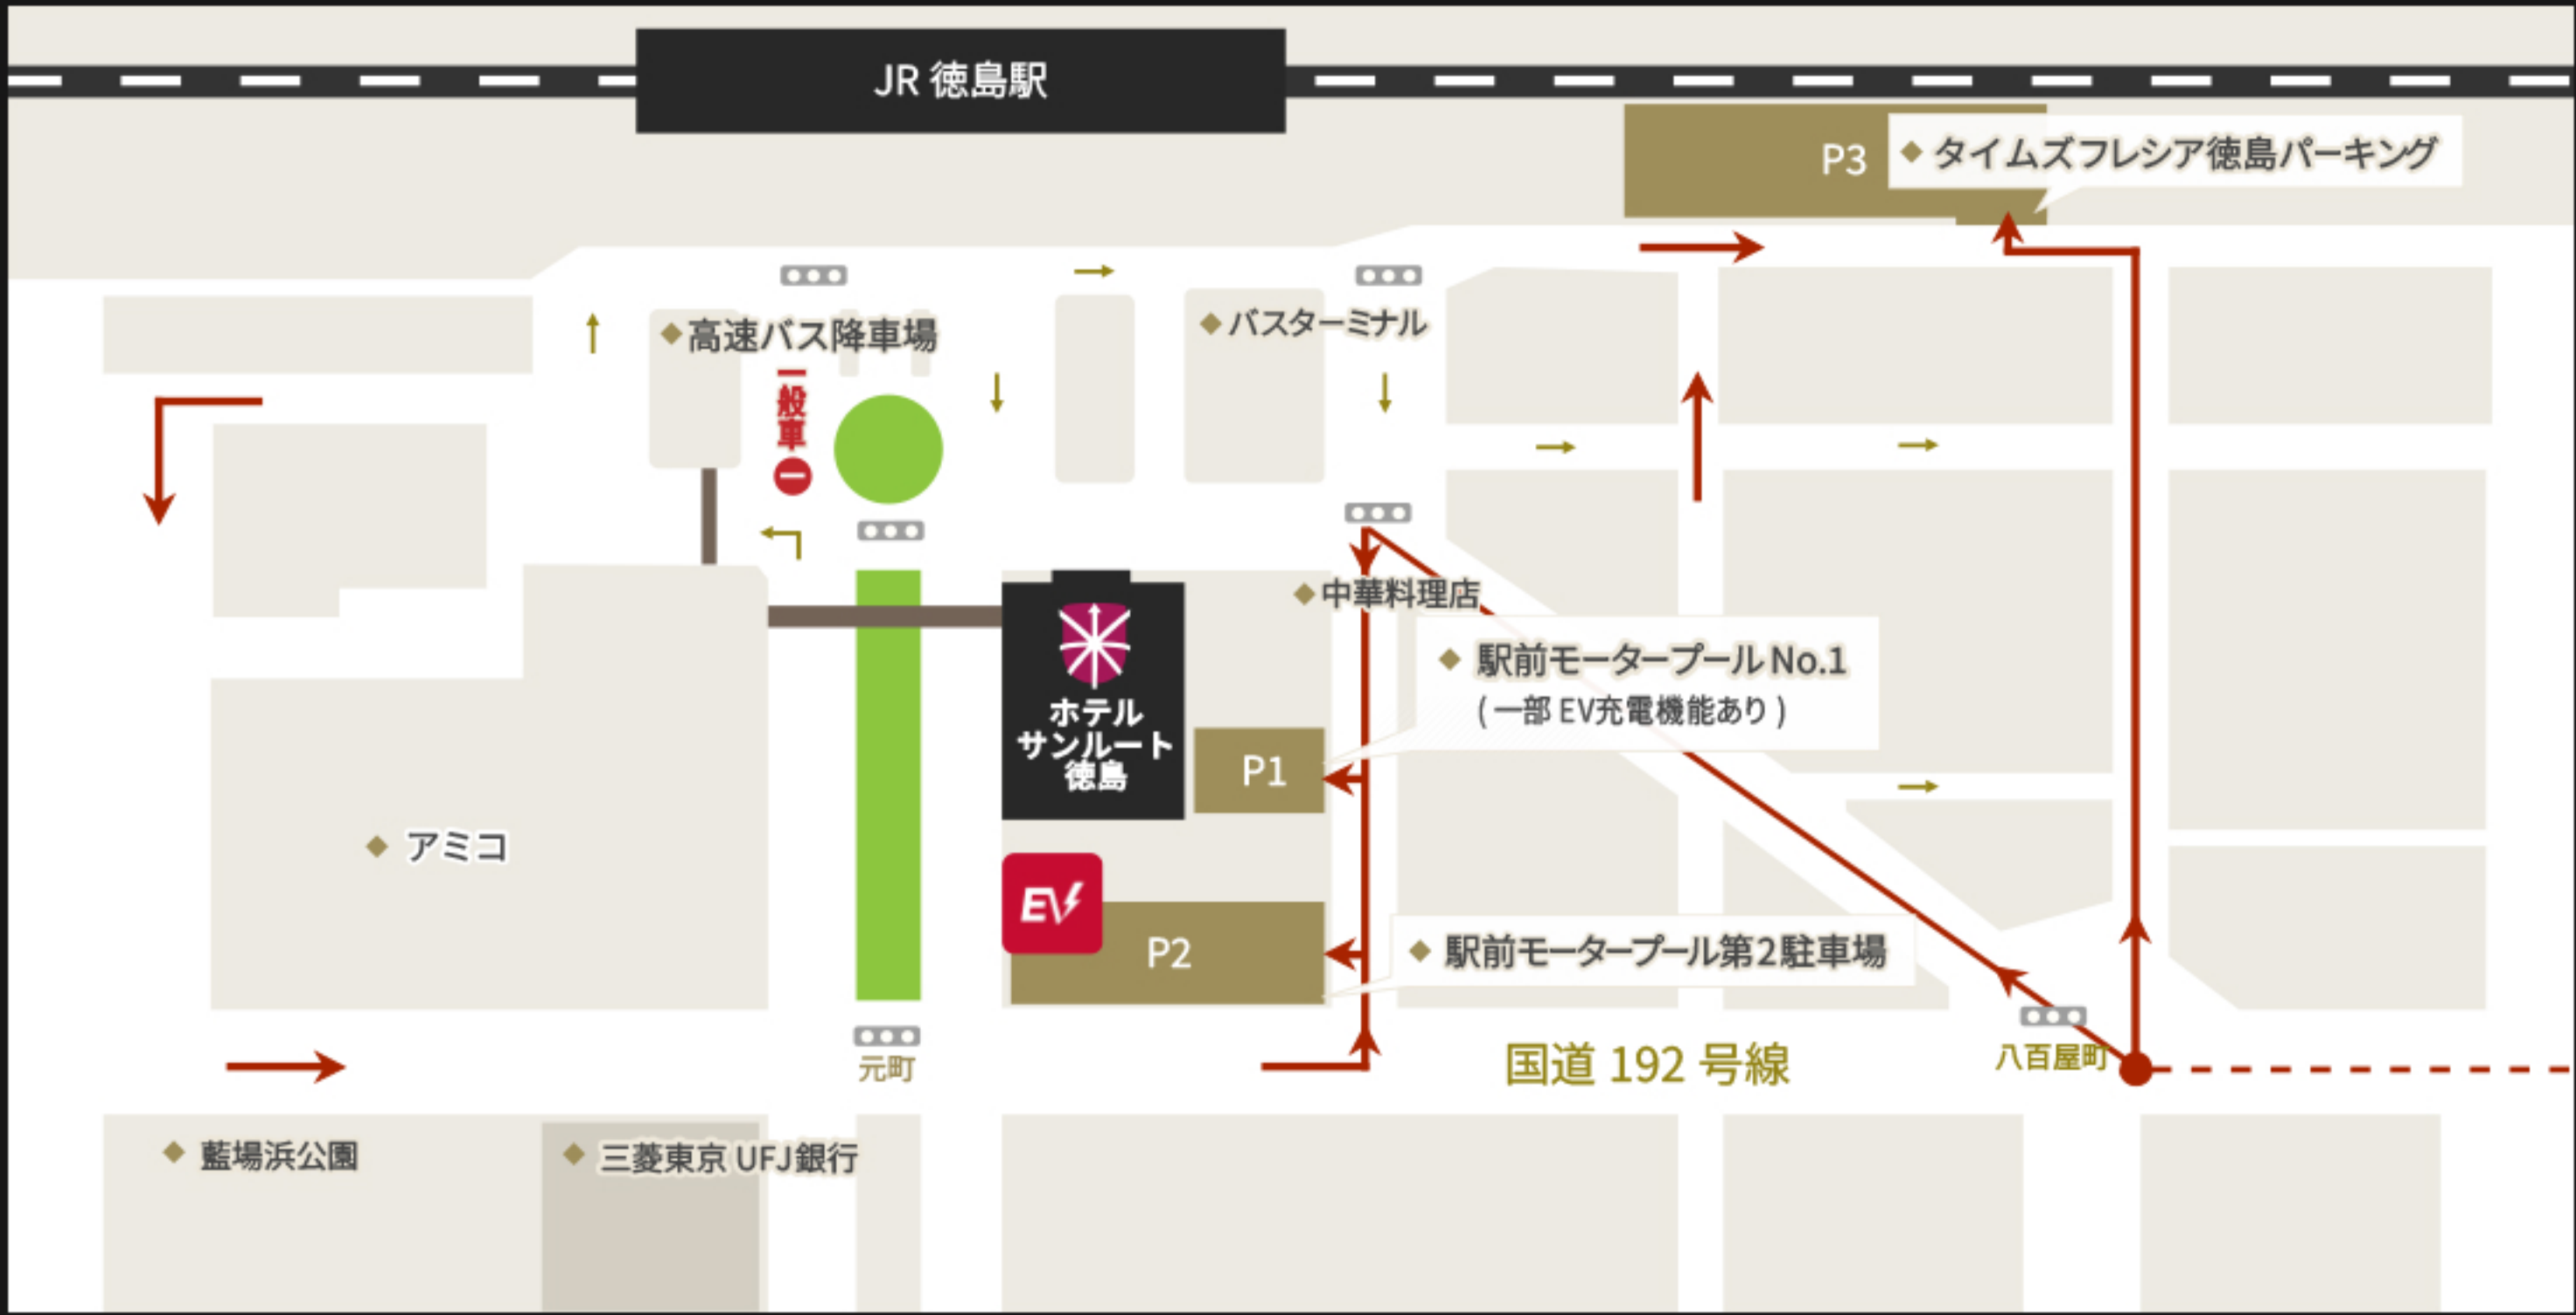 JR 徳島駅
P3
タイムズフレシア徳島パーキング
高速バス降車場
バスターミナル
一般車
中華料理店
駅前モータープール No.1
( 一部 EV充電機能あり )
ホテル
サンルート
徳島
P1
アミコ
EV
P2
駅前モータープール第2駐車場
元町
国道 192 号線
八百屋町
藍場浜公園
三菱東京 UFJ銀行